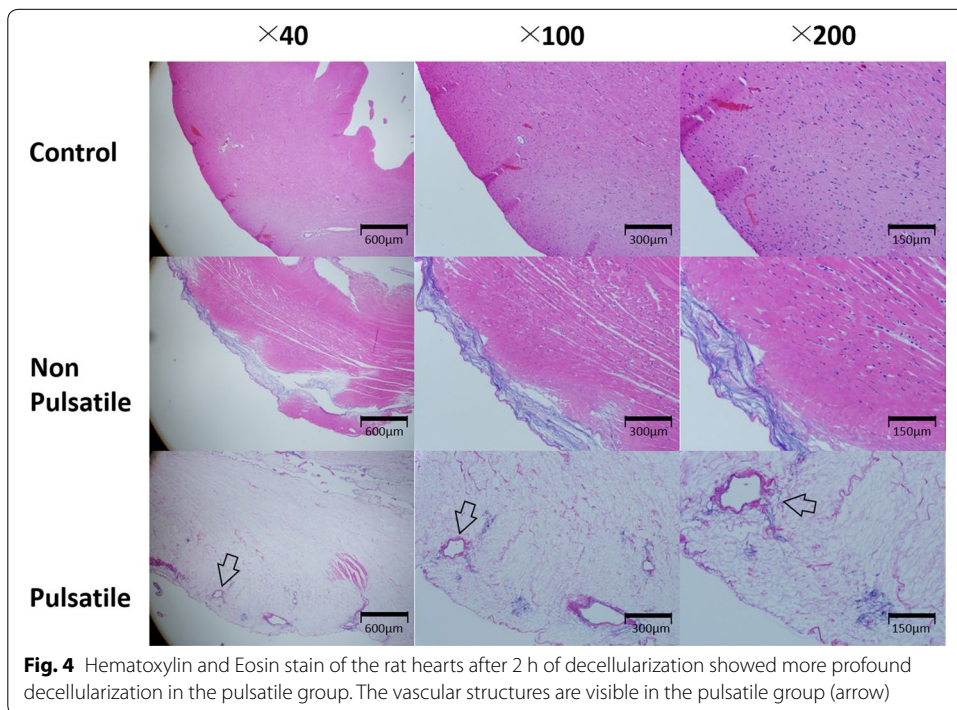 ×40 ×100 ×200
Control
600µm 300µm 150µm
Non
Pulsatile
600µm 300µm 150µm
Pulsatile
600µm 300µm 150µm
Fig. 4 Hematoxylin and Eosin stain of the rat hearts after 2 h of decellularization showed more profound
decellularization in the pulsatile group. The vascular structures are visible in the pulsatile group (arrow)